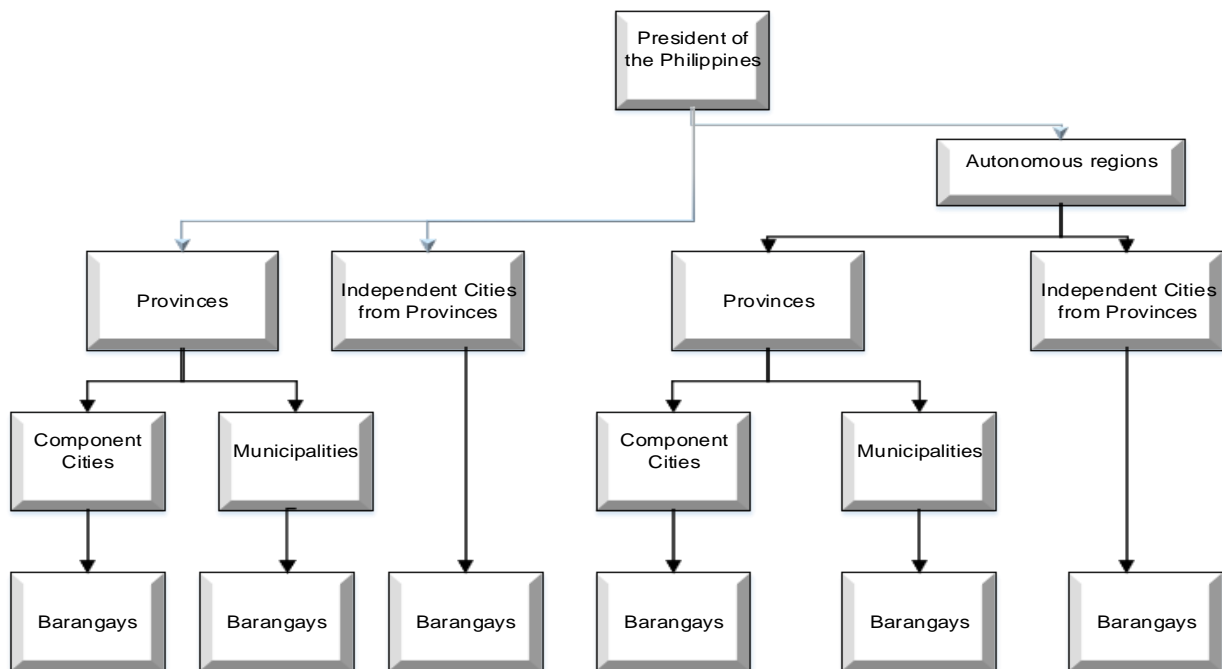 President of
the Philippines
Autonomous regions
Provinces
Independent Cities
from Provinces
Provinces
Independent Cities
from Provinces
Component
Cities
Municipalities
Component
Cities
Municipalities
Barangays
Barangays
Barangays
Barangays
Barangays
Barangays